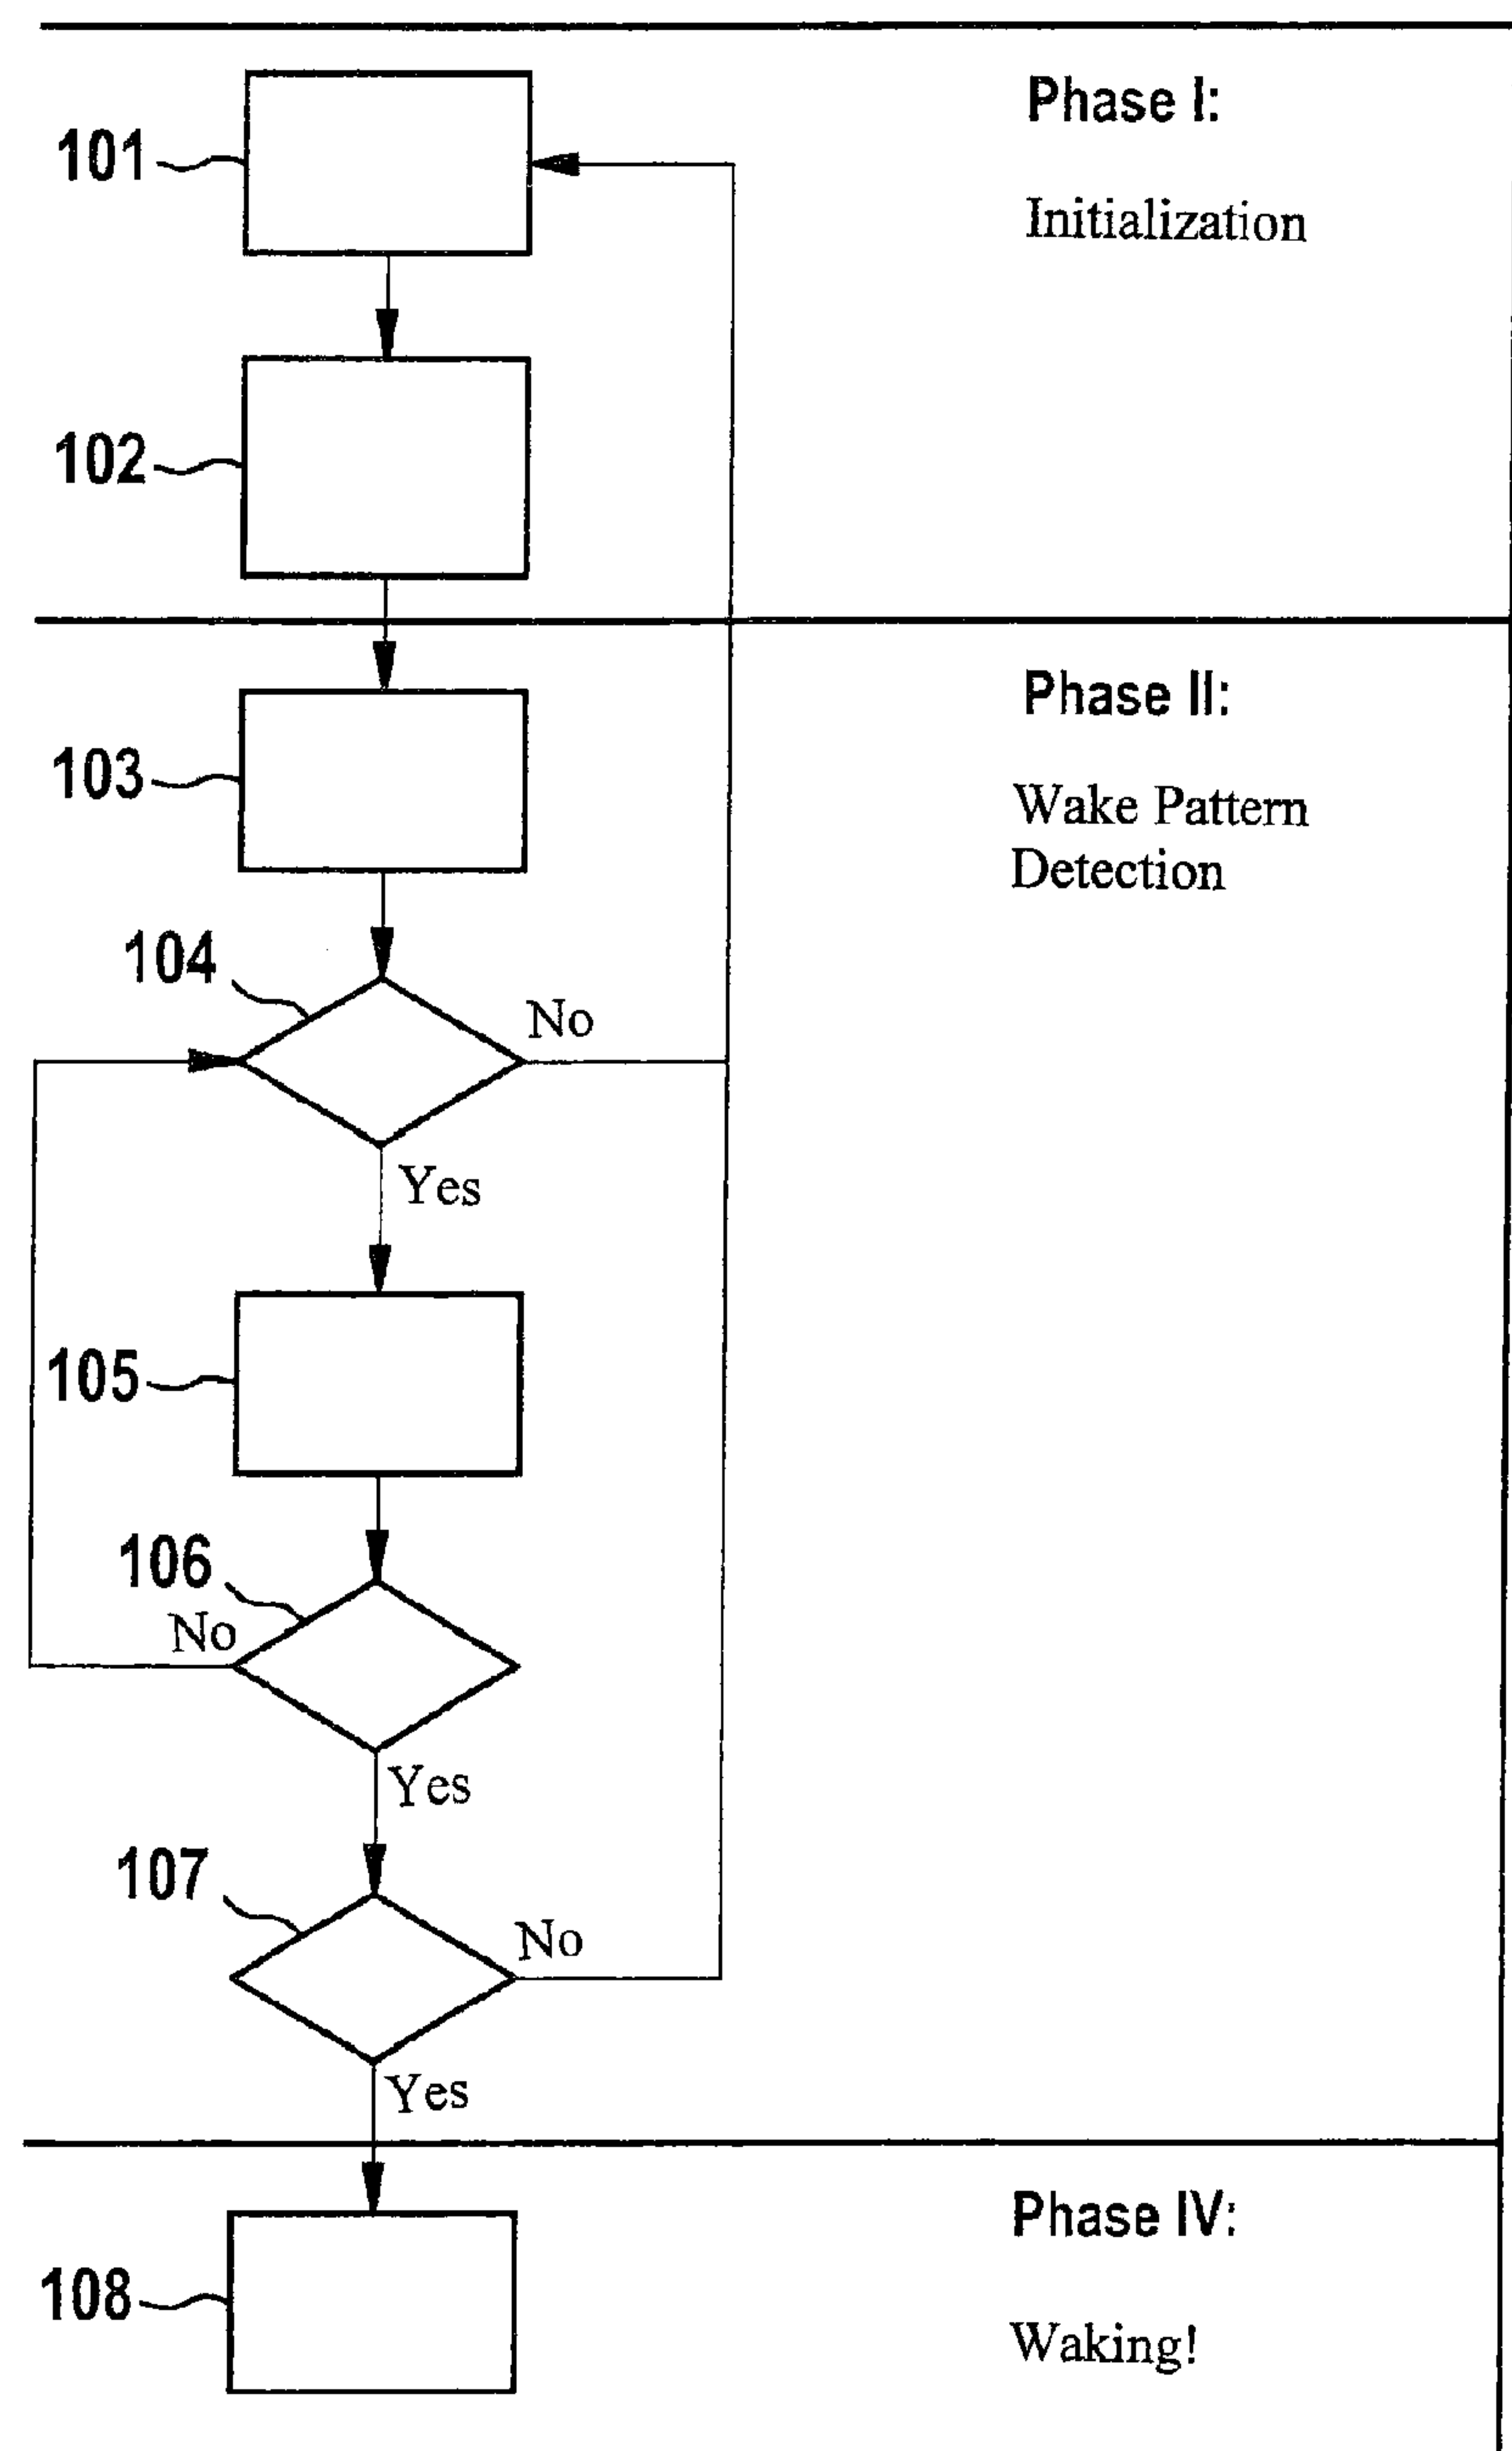 Phase I:
101
Initialization
102
Phase II:
103
Wake Pattern
Detection
104
No
Yes
105
106
No
Yes
107
No
Yes
Phase IV:
108
Waking!